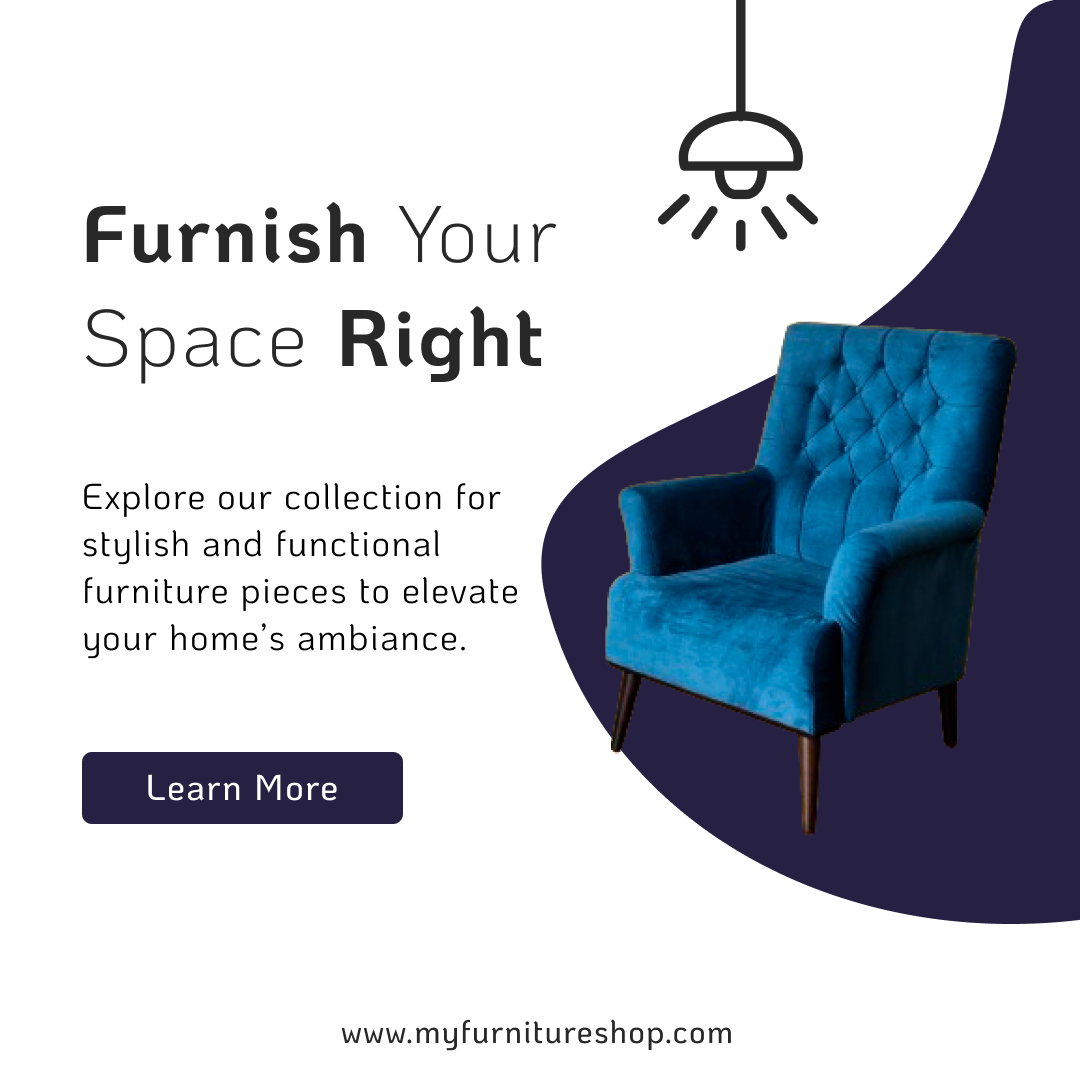 Furnish Your
Space Right
Explore our collection for
stylish and functional
furniture pieces to elevate
your home’s ambiance.
Learn More
www.myfurnitureshop.com